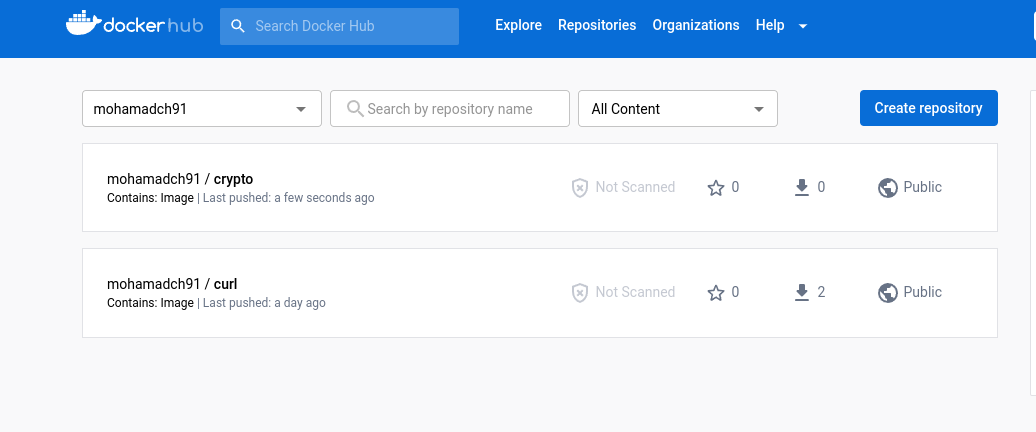 docker hub Search Docker Hub Explore Repositories Organizations Help
mohamadch91 Search by repository name All Content Create repository
mohamadch91 / crypto
Contains: Image | Last pushed: a few seconds ago
Not Scanned 0 0 Public
mohamadch91 / curl
Contains: Image | Last pushed: a day ago
Not Scanned 0 2 Public